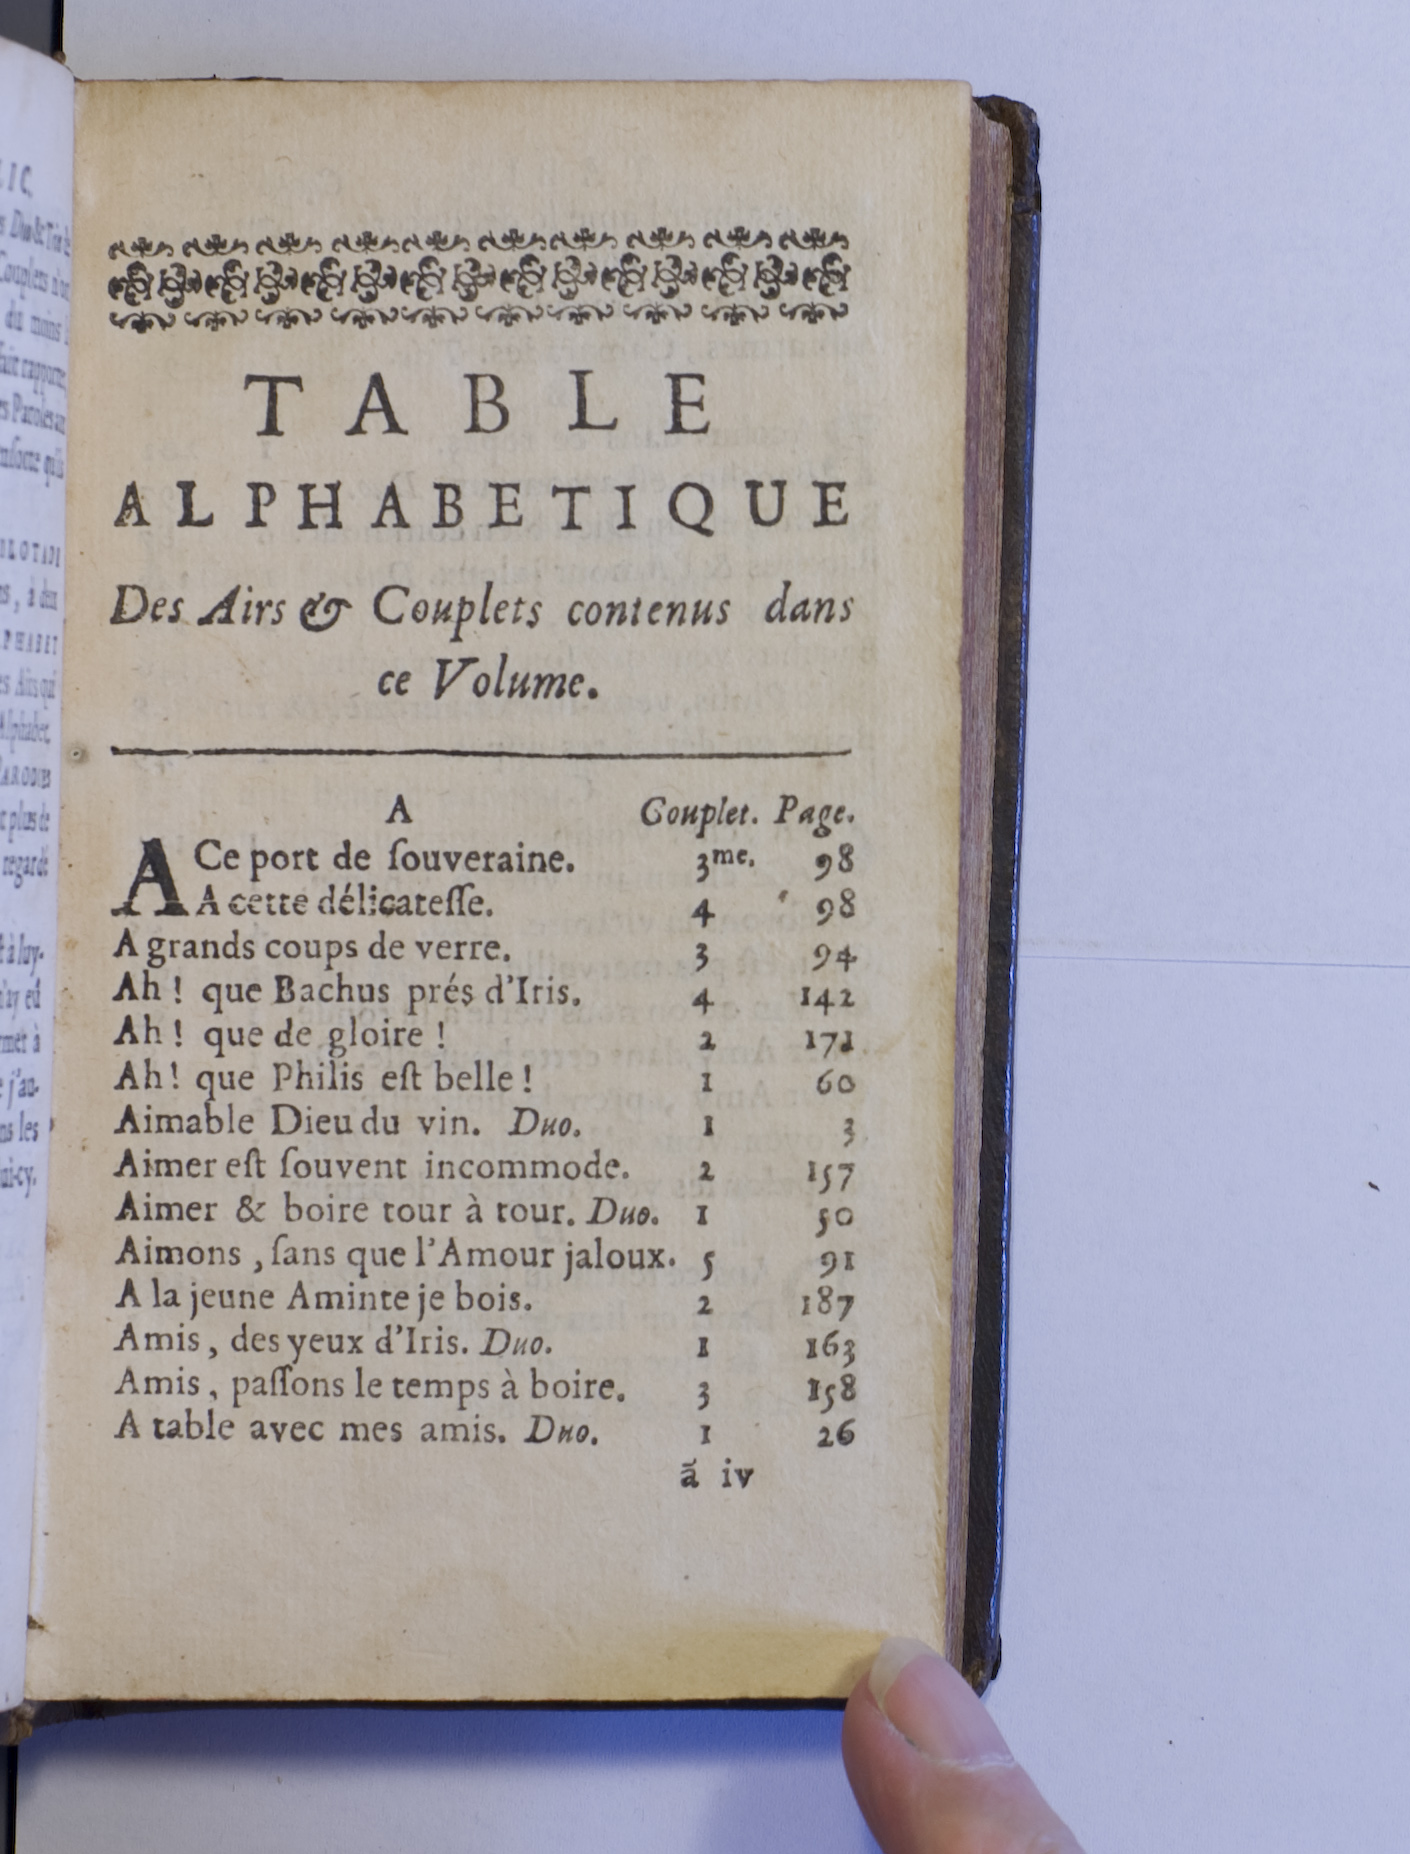 IC.
TABLE
ALPHABETIQUE
Des Airs & Couplets contenus dans
ce Volume.
A Couplet. Page.
A Ce port de ſouveraine. 3me. 98
A cette délicateſſe. 4 98
A grands coups de verre. 3 94
Ah ! que Bachus prés d'Iris. 4 142
Ah ! que de gloire ! 2 171
Ah ! que Philis eſt belle ! 1 60
Aimable Dieu du vin. Duo. 1 3
Aimer eſt ſouvent incommode. 2 157
Aimer & boire tour à tour. Duo. 1 50
Aimons , ſans que l'Amour jaloux. 5 91
A la jeune Aminte je bois. 2 187
Amis , des yeux d'Iris. Duo. 1 163
Amis , paſſons le temps à boire. 3 158
A table avec mes amis. Duo. 1 26
ã iv